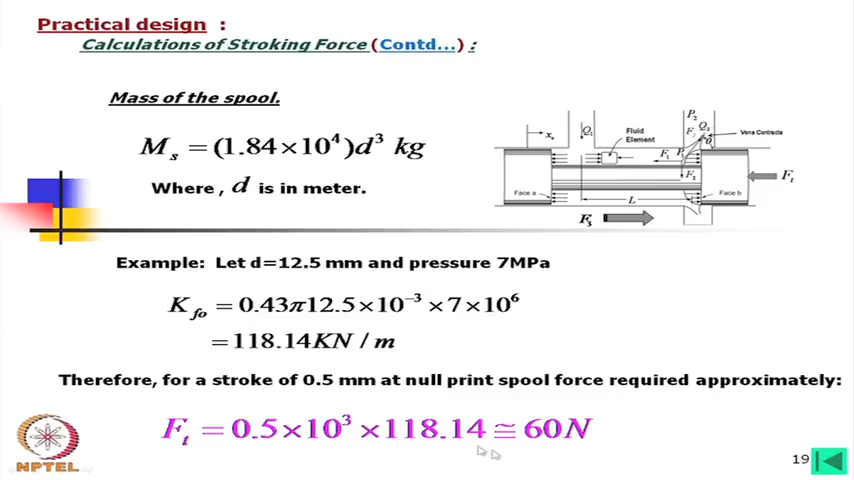 Practical design :
Calculations of Stroking Force (Contd...) :
Mass of the spool.
M_s = (1.84×10^4)d^3 kg
Where , d is in meter.
P_2
x_v
Q_1
Fluid Element
F_j
Q_2
Vena Contracta
θ
F_1
P_1
F_2
F_t
Face a
Face b
L
F_s
Example: Let d=12.5 mm and pressure 7MPa
K_fo = 0.43π12.5×10^-3 × 7×10^6
= 118.14KN / m
Therefore, for a stroke of 0.5 mm at null print spool force required approximately:
F_t = 0.5×10^3 ×118.14 ≅ 60N
NPTEL
19